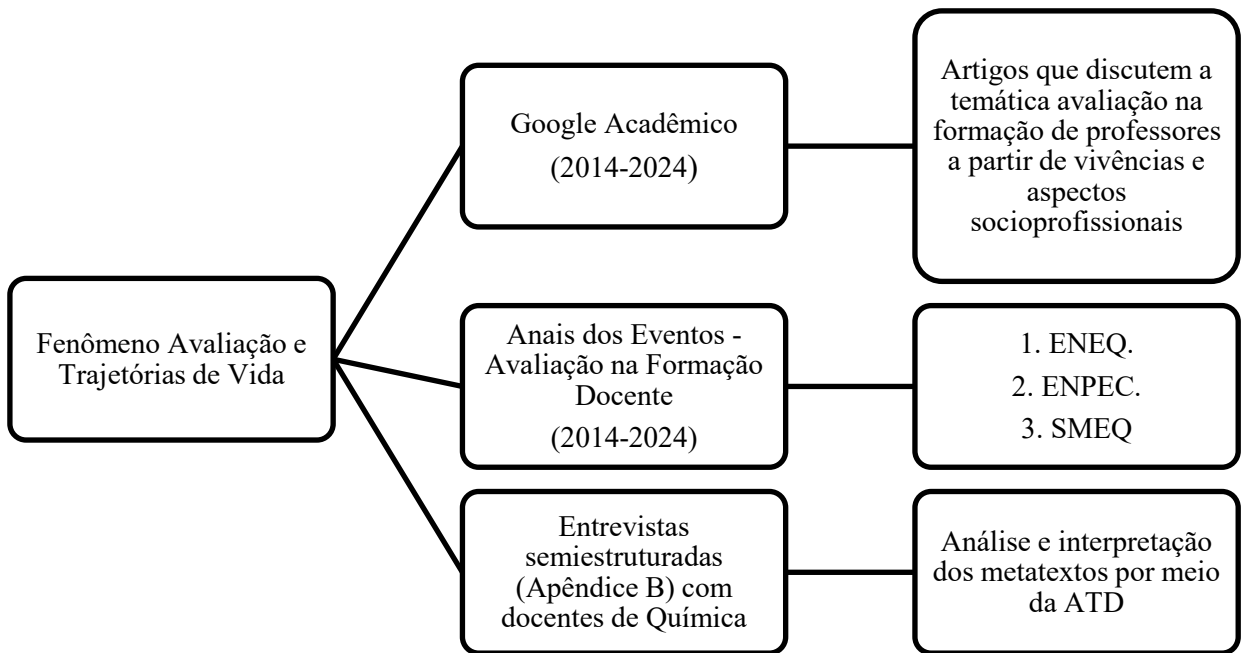 Fenômeno Avaliação e
Trajetórias de Vida
Google Acadêmico
(2014-2024)
Artigos que discutem a
temática avaliação na
formação de professores
a partir de vivências e
aspectos
socioprofissionais
Anais dos Eventos -
Avaliação na Formação
Docente
(2014-2024)
1. ENEQ.
2. ENPEC.
3. SMEQ
Entrevistas
semiestruturadas
(Apêndice B) com
docentes de Química
Análise e interpretação
dos metatextos por meio
da ATD